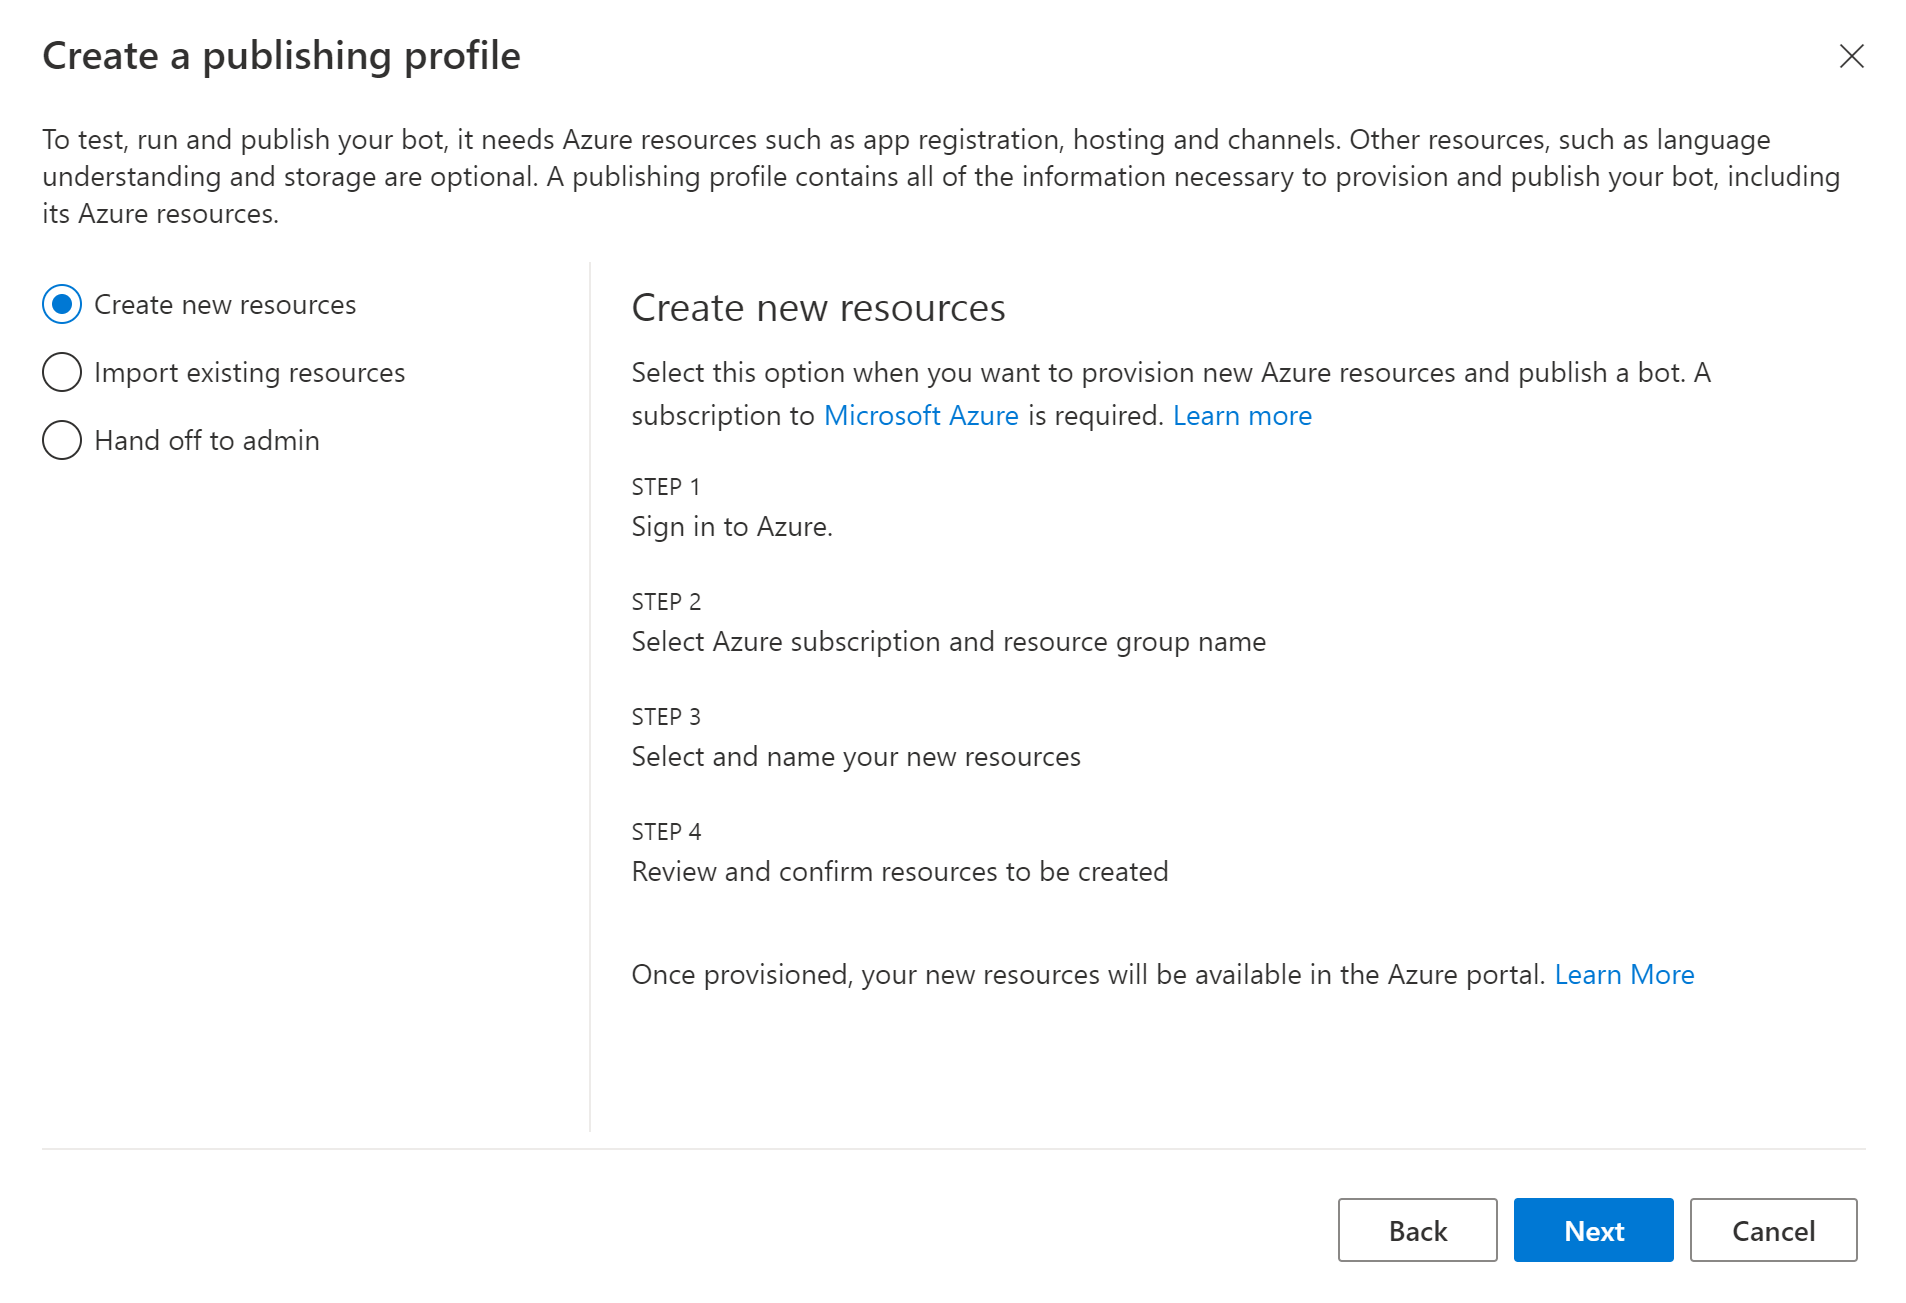 Create a publishing profile
To test, run and publish your bot, it needs Azure resources such as app registration, hosting and channels. Other resources, such as language
understanding and storage are optional. A publishing profile contains all of the information necessary to provision and publish your bot, including
its Azure resources.
Create new resources
Import existing resources
Hand off to admin
Create new resources
Select this option when you want to provision new Azure resources and publish a bot. A
subscription to Microsoft Azure is required. Learn more
STEP 1
Sign in to Azure.
STEP 2
Select Azure subscription and resource group name
STEP 3
Select and name your new resources
STEP 4
Review and confirm resources to be created
Once provisioned, your new resources will be available in the Azure portal. Learn More
Back
Next
Cancel